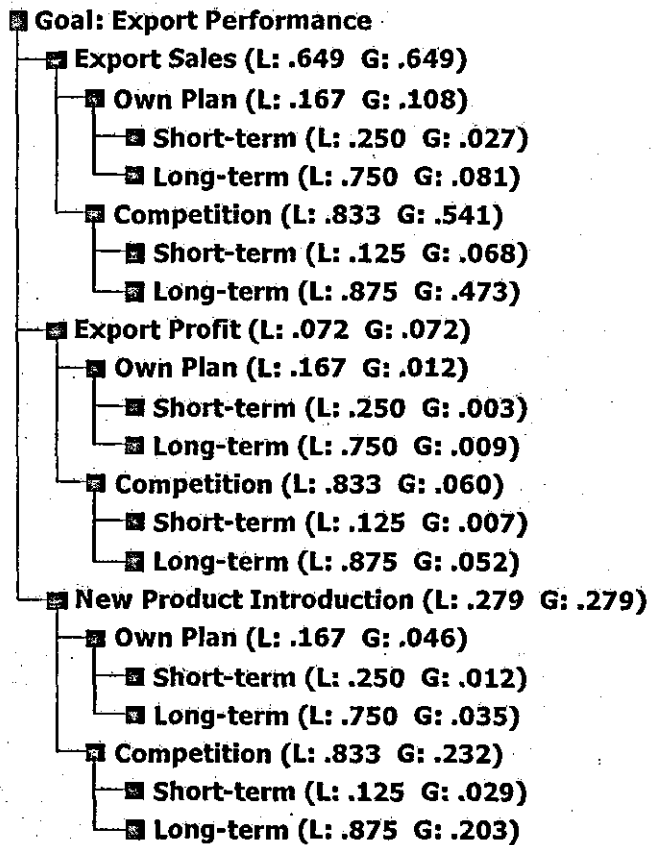 Goal: Export Performance
Export Sales (L: .649 G: .649)
Own Plan (L: .167 G: .108)
Short-term (L: .250 G: .027)
Long-term (L: .750 G: .081)
Competition (L: .833 G: .541)
Short-term (L: .125 G: .068)
Long-term (L: .875 G: .473)
Export Profit (L: .072 G: .072)
Own Plan (L: .167 G: .012)
Short-term (L: .250 G: .003)
Long-term (L: .750 G: .009)
Competition (L: .833 G: .060)
Short-term (L: .125 G: .007)
Long-term (L: .875 G: .052)
New Product Introduction (L: .279 G: .279)
Own Plan (L: .167 G: .046)
Short-term (L: .250 G: .012)
Long-term (L: .750 G: .035)
Competition (L: .833 G: .232)
Short-term (L: .125 G: .029)
Long-term (L: .875 G: .203)